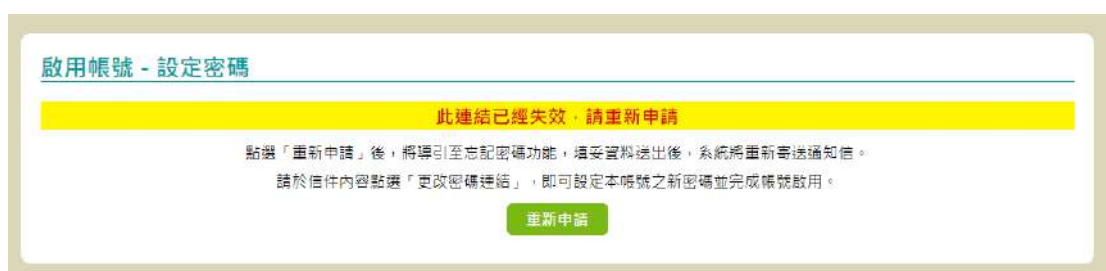 啟用帳號 - 設定密碼
此連結已經失效，請重新申請
點選「重新申請」後，將導引至忘記密碼功能，填妥資料送出後，系統將重新寄送通知信。
請於信件內容點選「更改密碼連結」，即可設定本帳號之新密碼並完成帳號啟用。
重新申請